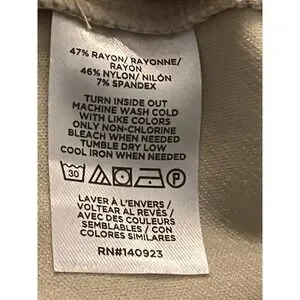 47% RAYON/ RAYONNE/
RAYÓN
46% NYLON/ NILÓN
7% SPANDEX
TURN INSIDE OUT
MACHINE WASH COLD
WITH LIKE COLORS
ONLY NON-CHLORINE
BLEACH WHEN NEEDED
TUMBLE DRY LOW
COOL IRON WHEN NEEDED
30 P
LAVER À L'ENVERS /
VOLTEAR AL REVÉS /
AVEC DES COULEURS
SEMBLABLES / CON
COLORES SIMILARES
RN#140923